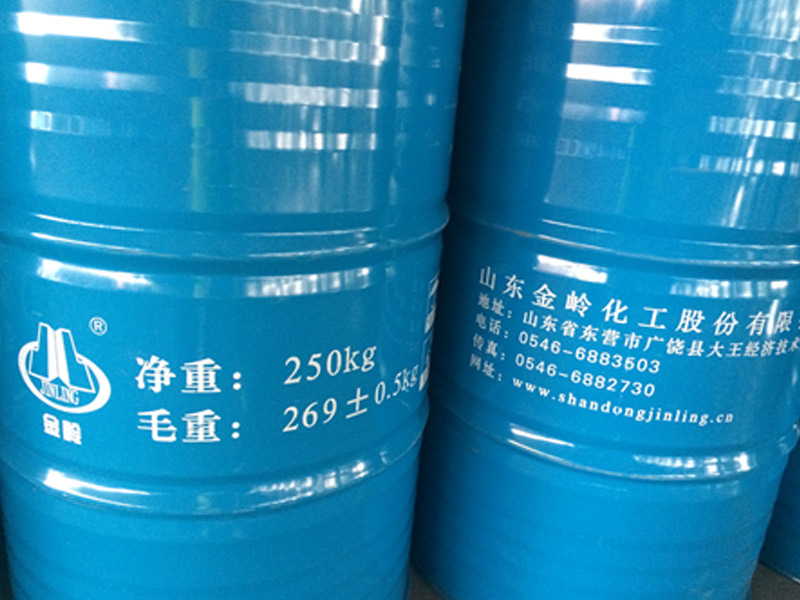 ®
JINLING
金岭
净重: 250kg
毛重: 269±0.5kg
山东金岭化工股份有限
地址: 山东省东营市广饶县大王经济技术
电话: 0546-6883503
传真: 0546-6882730
网址: www.shandongjinling.cn